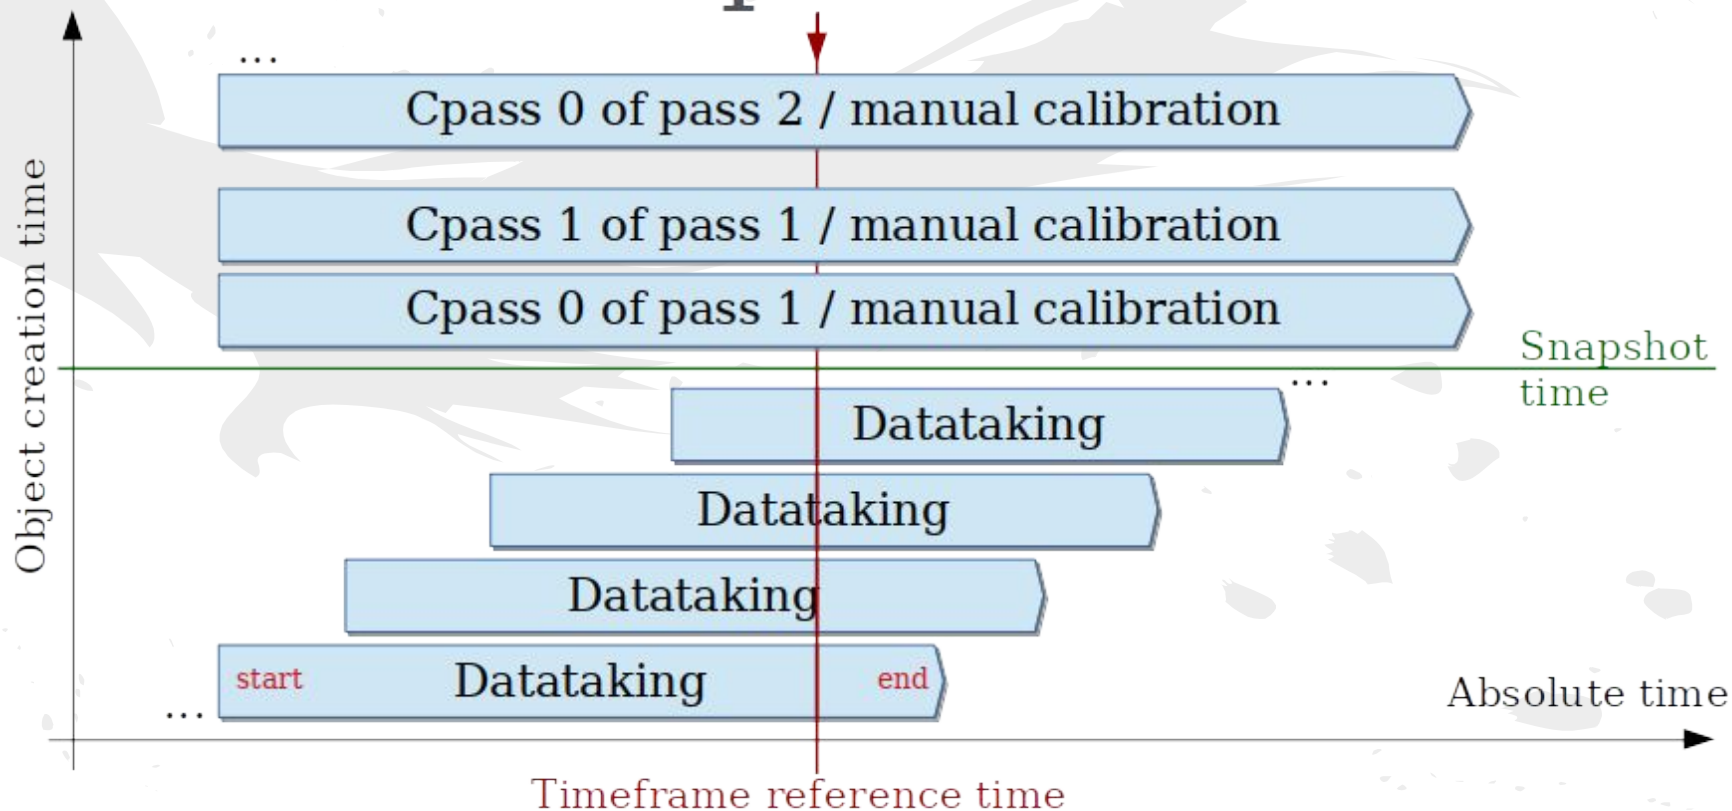 ...
Cpass 0 of pass 2 / manual calibration
Cpass 1 of pass 1 / manual calibration
Cpass 0 of pass 1 / manual calibration
Object creation time
Snapshot
time
...
Datataking
Datataking
Datataking
start Datataking end
...
Absolute time
Timeframe reference time